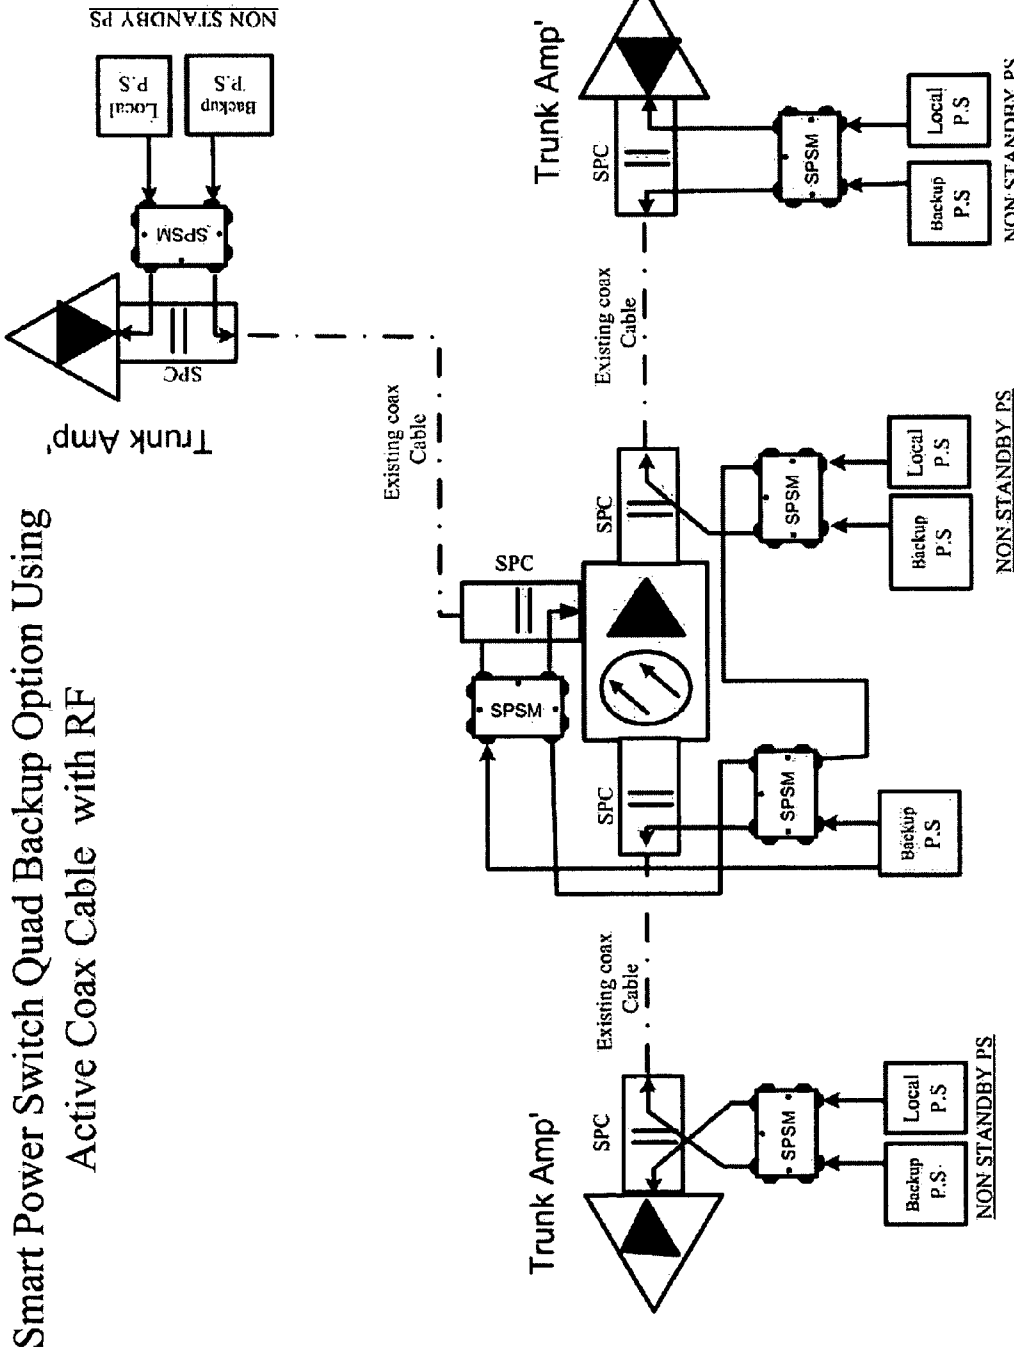 Smart Power Switch Quad Backup Option Using
Active Coax Cable with RF
Trunk Amp'
SPC
SPSM
Local
P.S
Backup
P.S
NON STANDBY PS
Existing coax
Cable
Trunk Amp'
SPC
SPSM
Backup
P.S.
Local
P.S
NON STANDBY PS
Existing coax
Cable
SPC
SPSM
Backup
P.S
SPC
SPSM
SPC
SPSM
Backup
P.S
Local
P.S
NON STANDBY PS
Existing coax
Cable
Trunk Amp'
SPC
SPSM
Backup
P.S
Local
P.S
NON STANDBY PS